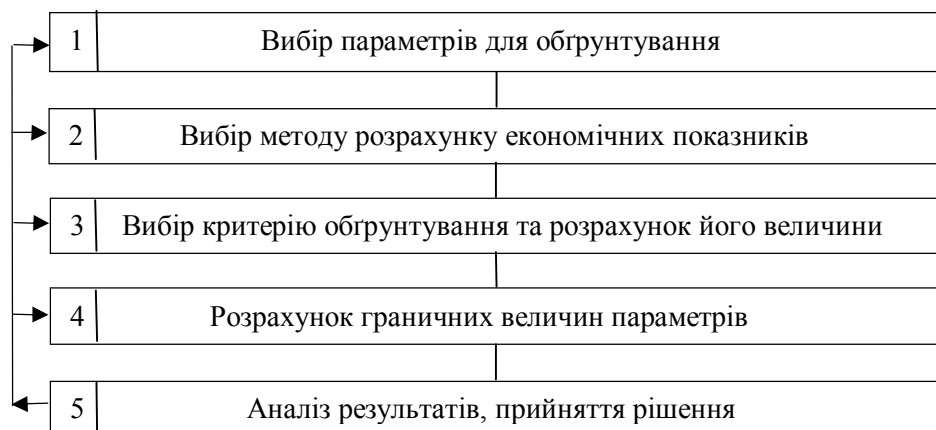 1 Вибір параметрів для обґрунтування
2 Вибір методу розрахунку економічних показників
3 Вибір критерію обґрунтування та розрахунок його величини
4 Розрахунок граничних величин параметрів
5 Аналіз результатів, прийняття рішення